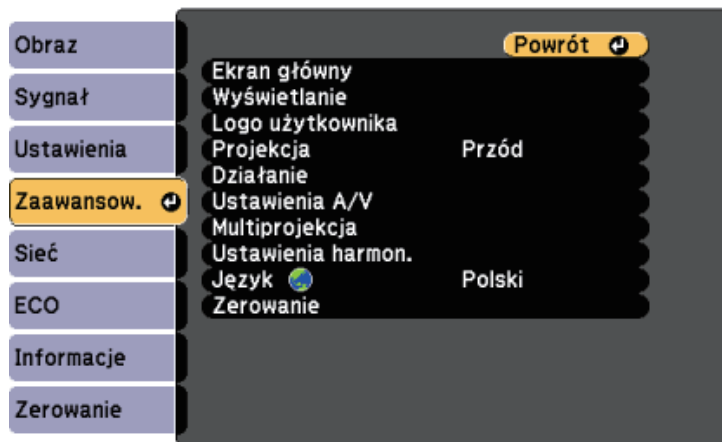 Obraz
Sygnał
Ustawienia
Zaawansow.
Sieć
ECO
Informacje
Zerowanie
Powrót
Ekran główny
Wyświetlanie
Logo użytkownika
Projekcja Przód
Działanie
Ustawienia A/V
Multiprojekcja
Ustawienia harmon.
Język Polski
Zerowanie